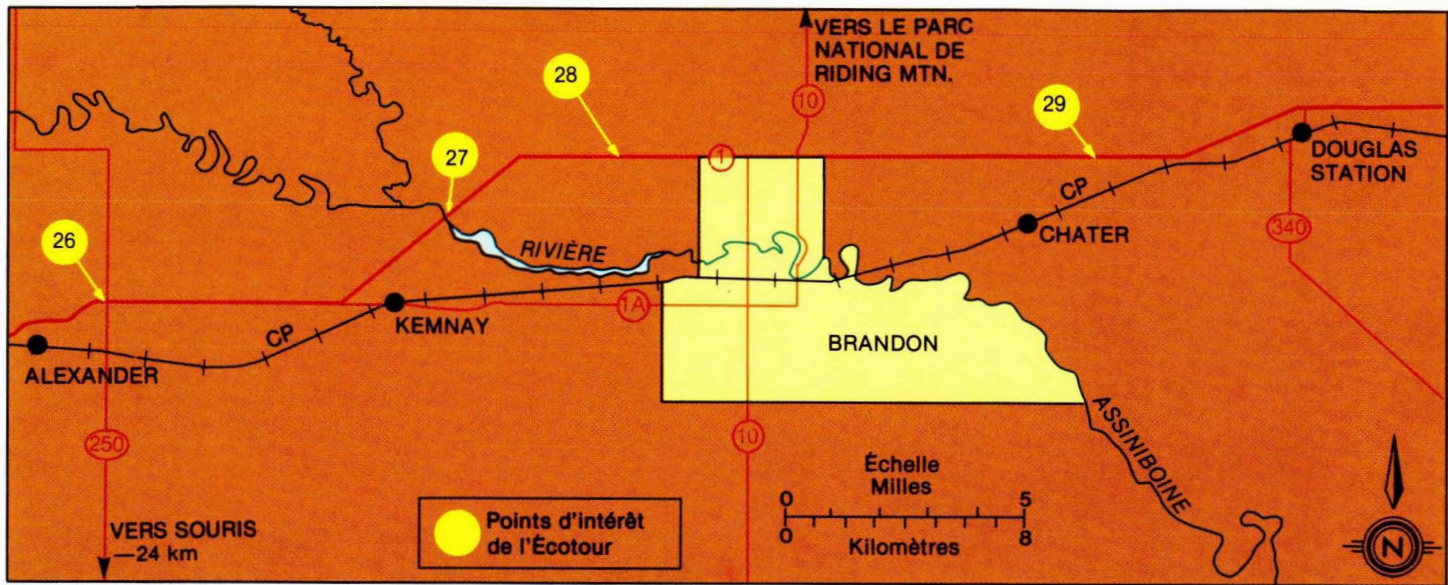 VERS LE PARC
NATIONAL DE
RIDING MTN.
28
10
29
27
1
DOUGLAS
STATION
CP
26
RIVIÈRE
CHATER
340
1A
KEMNAY
CP
BRANDON
ALEXANDER
ASSINIBOINE
250
10
Échelle
Milles
0 5
0 8
Kilomètres
Points d'intérêt
de l'Écotour
VERS SOURIS
—24 km
N